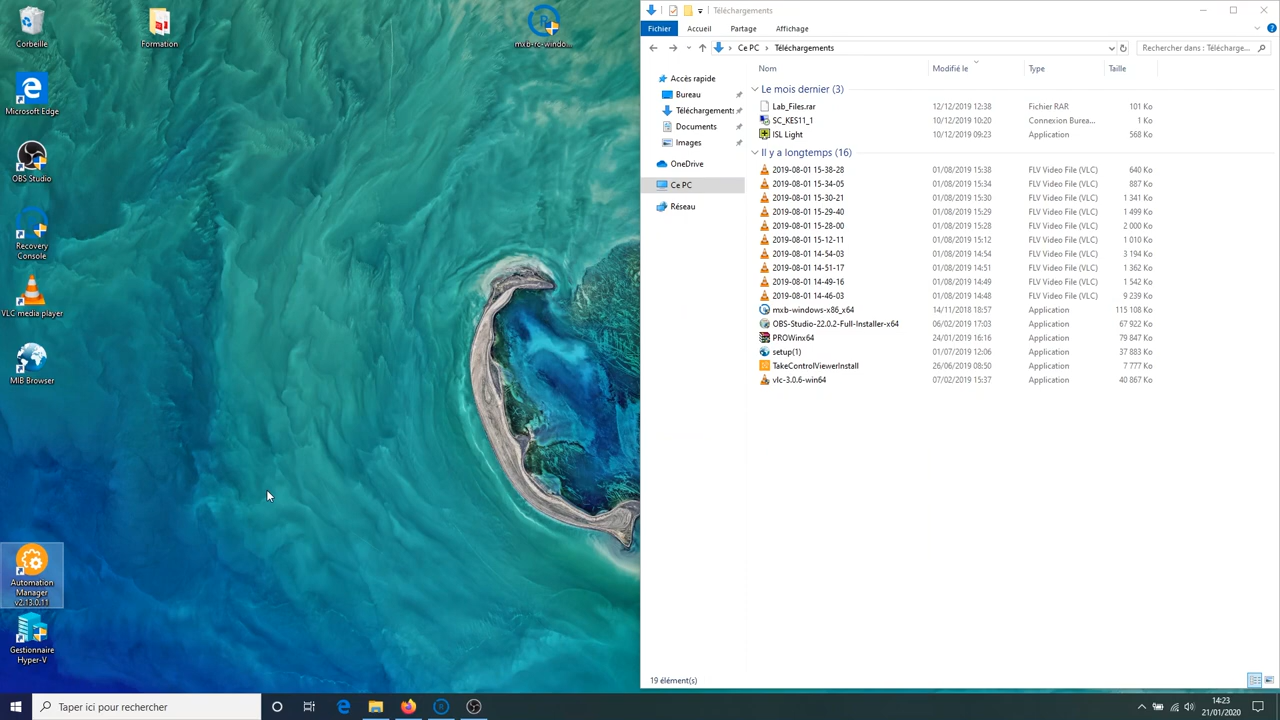 Corbeille
Formation
mxb-rc-windo...
Microsoft Edge
OBS Studio
Recovery
Console
VLC media player
MIB Browser
Automation
Manager
v2.13.0.11
Gestionnaire
Hyper-V
Téléchargements
Fichier
Accueil
Partage
Affichage
Ce PC
Téléchargements
Rechercher dans : Télécharge...
Accès rapide
Bureau
Téléchargements
Documents
Images
OneDrive
Ce PC
Réseau
Nom Modifié le Type Taille
Le mois dernier (3)
Lab_Files.rar 12/12/2019 12:38 Fichier RAR 101 Ko
SC_KES11_1 10/12/2019 10:20 Connexion Burea... 1 Ko
ISL Light 10/12/2019 09:23 Application 568 Ko
Il y a longtemps (16)
2019-08-01 15-38-28 01/08/2019 15:38 FLV Video File (VLC) 640 Ko
2019-08-01 15-34-05 01/08/2019 15:34 FLV Video File (VLC) 887 Ko
2019-08-01 15-30-21 01/08/2019 15:30 FLV Video File (VLC) 1 341 Ko
2019-08-01 15-29-40 01/08/2019 15:29 FLV Video File (VLC) 1 499 Ko
2019-08-01 15-28-00 01/08/2019 15:28 FLV Video File (VLC) 2 000 Ko
2019-08-01 15-12-11 01/08/2019 15:12 FLV Video File (VLC) 1 010 Ko
2019-08-01 14-54-03 01/08/2019 14:54 FLV Video File (VLC) 3 194 Ko
2019-08-01 14-51-17 01/08/2019 14:51 FLV Video File (VLC) 1 362 Ko
2019-08-01 14-49-16 01/08/2019 14:49 FLV Video File (VLC) 1 542 Ko
2019-08-01 14-46-03 01/08/2019 14:48 FLV Video File (VLC) 9 239 Ko
mxb-windows-x86_x64 14/11/2018 18:57 Application 115 108 Ko
OBS-Studio-22.0.2-Full-Installer-x64 06/02/2019 17:03 Application 67 922 Ko
PROWinx64 24/01/2019 16:16 Application 79 847 Ko
setup(1) 01/07/2019 12:06 Application 37 883 Ko
TakeControlViewerInstall 26/06/2019 08:50 Application 7 777 Ko
vlc-3.0.6-win64 07/02/2019 15:37 Application 40 867 Ko
19 élément(s)
Taper ici pour rechercher
14:23
21/01/2020